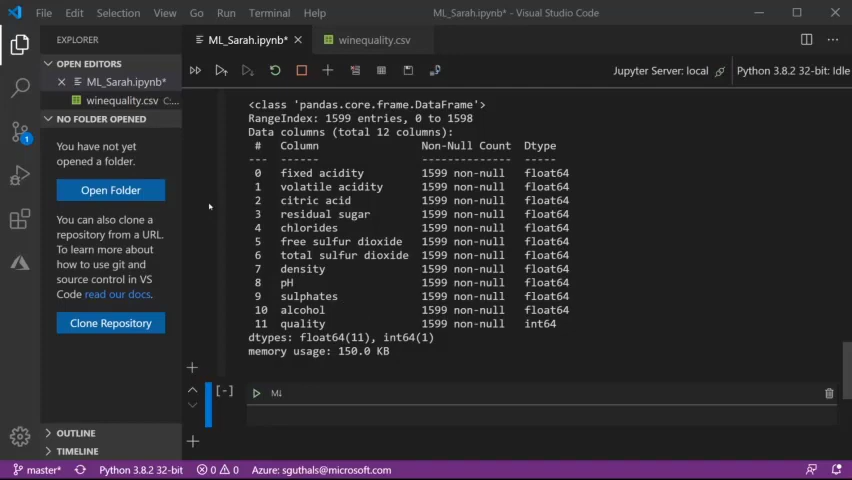 File Edit Selection View Go Run Terminal Help ML_Sarah.ipynb* - Visual Studio Code
EXPLORER
OPEN EDITORS
ML_Sarah.ipynb*
winequality.csv C:...
NO FOLDER OPENED
You have not yet
opened a folder.
Open Folder
You can also clone a
repository from a URL.
To learn more about
how to use git and
source control in VS
Code read our docs.
Clone Repository
OUTLINE
TIMELINE
1
ML_Sarah.ipynb* winequality.csv
Jupyter Server: local Python 3.8.2 32-bit: Idle
<class 'pandas.core.frame.DataFrame'>
RangeIndex: 1599 entries, 0 to 1598
Data columns (total 12 columns):
# Column Non-Null Count Dtype
--- ------ -------------- -----
0 fixed acidity 1599 non-null float64
1 volatile acidity 1599 non-null float64
2 citric acid 1599 non-null float64
3 residual sugar 1599 non-null float64
4 chlorides 1599 non-null float64
5 free sulfur dioxide 1599 non-null float64
6 total sulfur dioxide 1599 non-null float64
7 density 1599 non-null float64
8 pH 1599 non-null float64
9 sulphates 1599 non-null float64
10 alcohol 1599 non-null float64
11 quality 1599 non-null int64
dtypes: float64(11), int64(1)
memory usage: 150.0 KB
[-] M↓
master* Python 3.8.2 32-bit 0 0 Azure: sguthals@microsoft.com